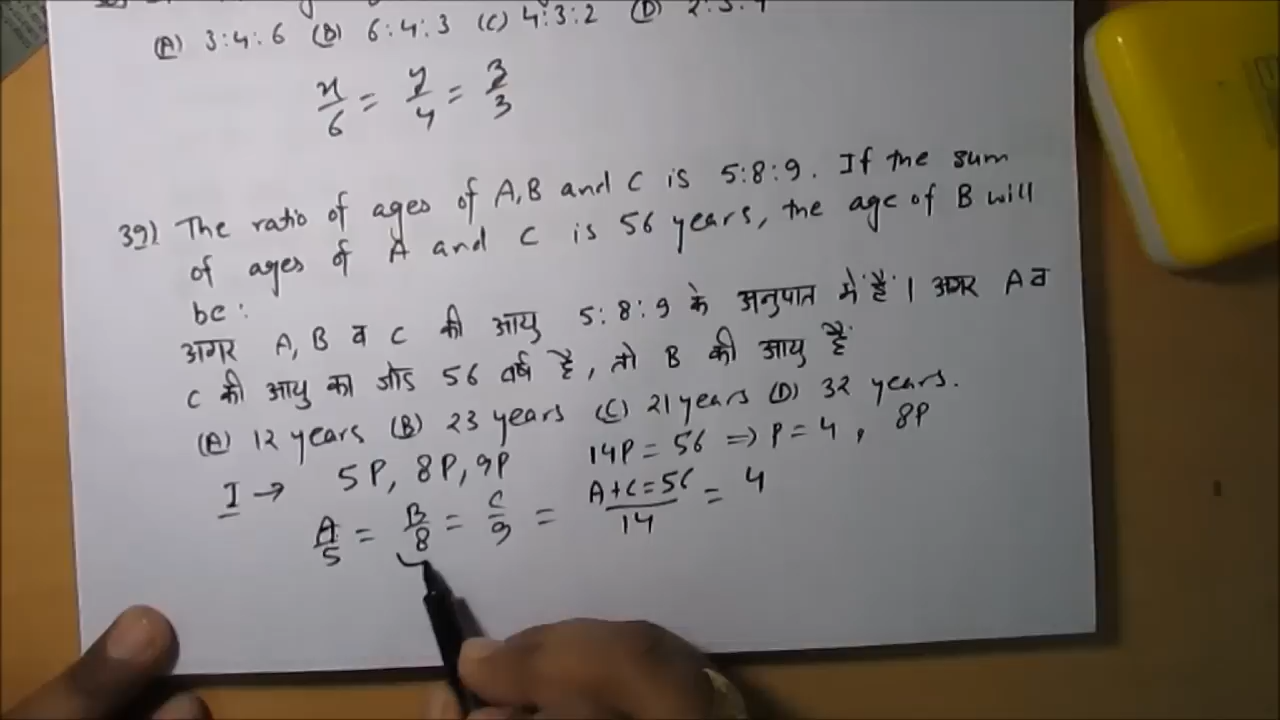 (A) 3:4:6 (B) 6:4:3 (C) 4:3:2 (D)
x/6 = y/4 = z/3
39) The ratio of ages of A, B and C is 5:8:9. If the sum
of ages of A and C is 56 years, the age of B will
be:
अगर A, B व C की आयु 5:8:9 के अनुपात में है। अगर A व
C की आयु का जोड 56 वर्ष है, तो B की आयु है
(A) 12 years (B) 23 years (C) 21 years (D) 32 years.
I → 5P, 8P, 9P 14P = 56 ⇒ P = 4, 8P
A/5 = B/8 = C/9 = A+C=56/14 = 4